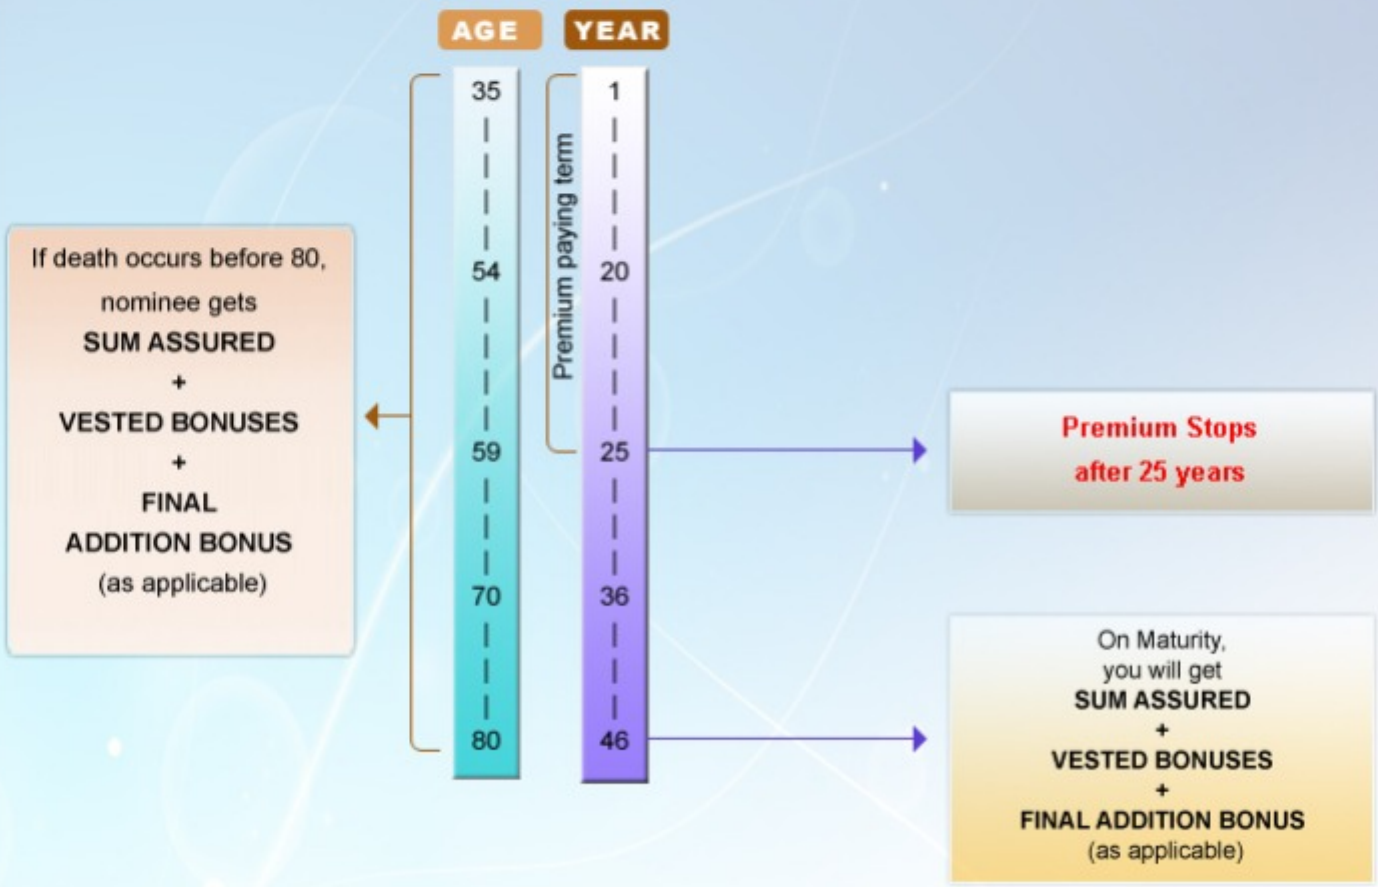 AGE
YEAR
35
54
59
70
80
Premium paying term
1
20
25
36
46
If death occurs before 80,
nominee gets
SUM ASSURED
+
VESTED BONUSES
+
FINAL
ADDITION BONUS
(as applicable)
Premium Stops
after 25 years
On Maturity,
you will get
SUM ASSURED
+
VESTED BONUSES
+
FINAL ADDITION BONUS
(as applicable)